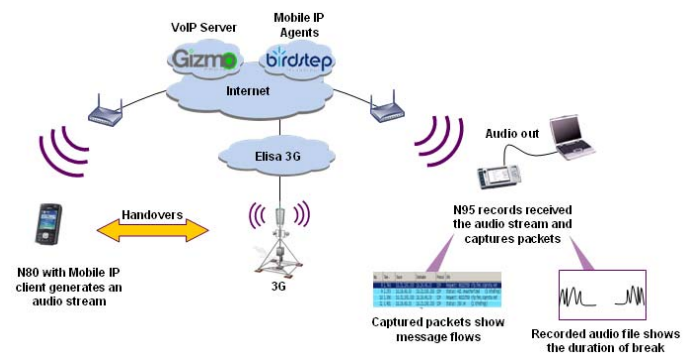 VoIP Server
Mobile IP
Agents
Gizmo
birdstep
Internet
Elisa 3G
Audio out
Handovers
N80 with Mobile IP
client generates an
audio stream
3G
N95 records received
the audio stream and
captures packets
Captured packets show
message flows
Recorded audio file shows
the duration of break